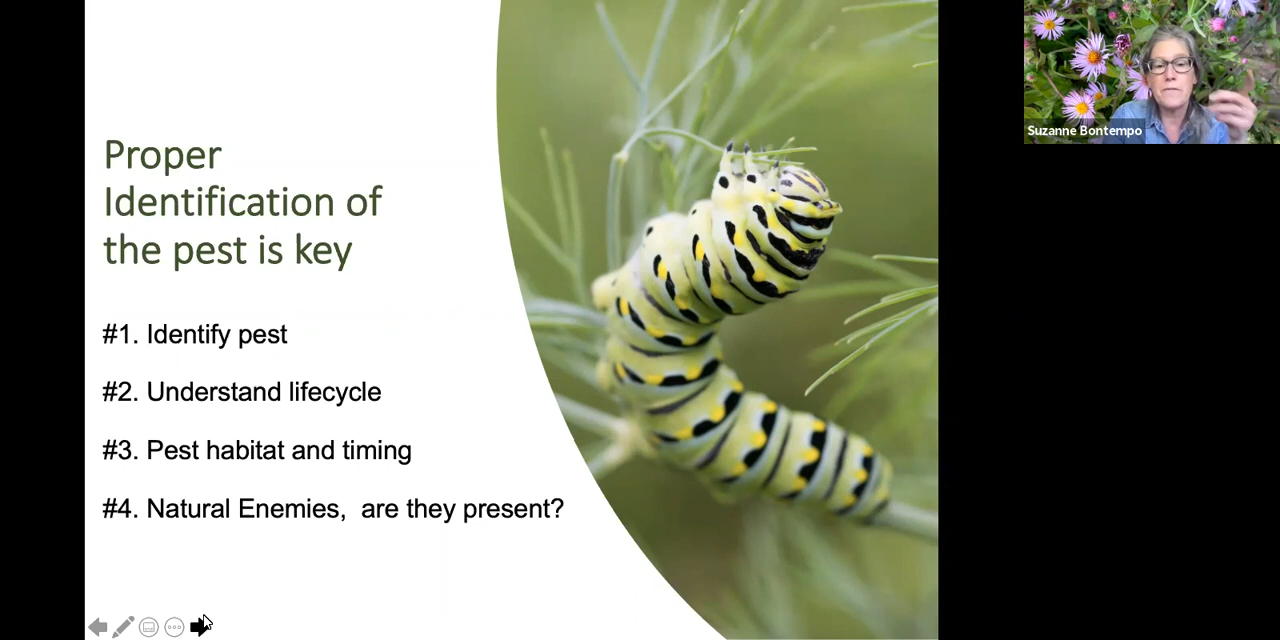 Proper
Identification of
the pest is key
#1. Identify pest
#2. Understand lifecycle
#3. Pest habitat and timing
#4. Natural Enemies,  are they present?
Suzanne Bontempo